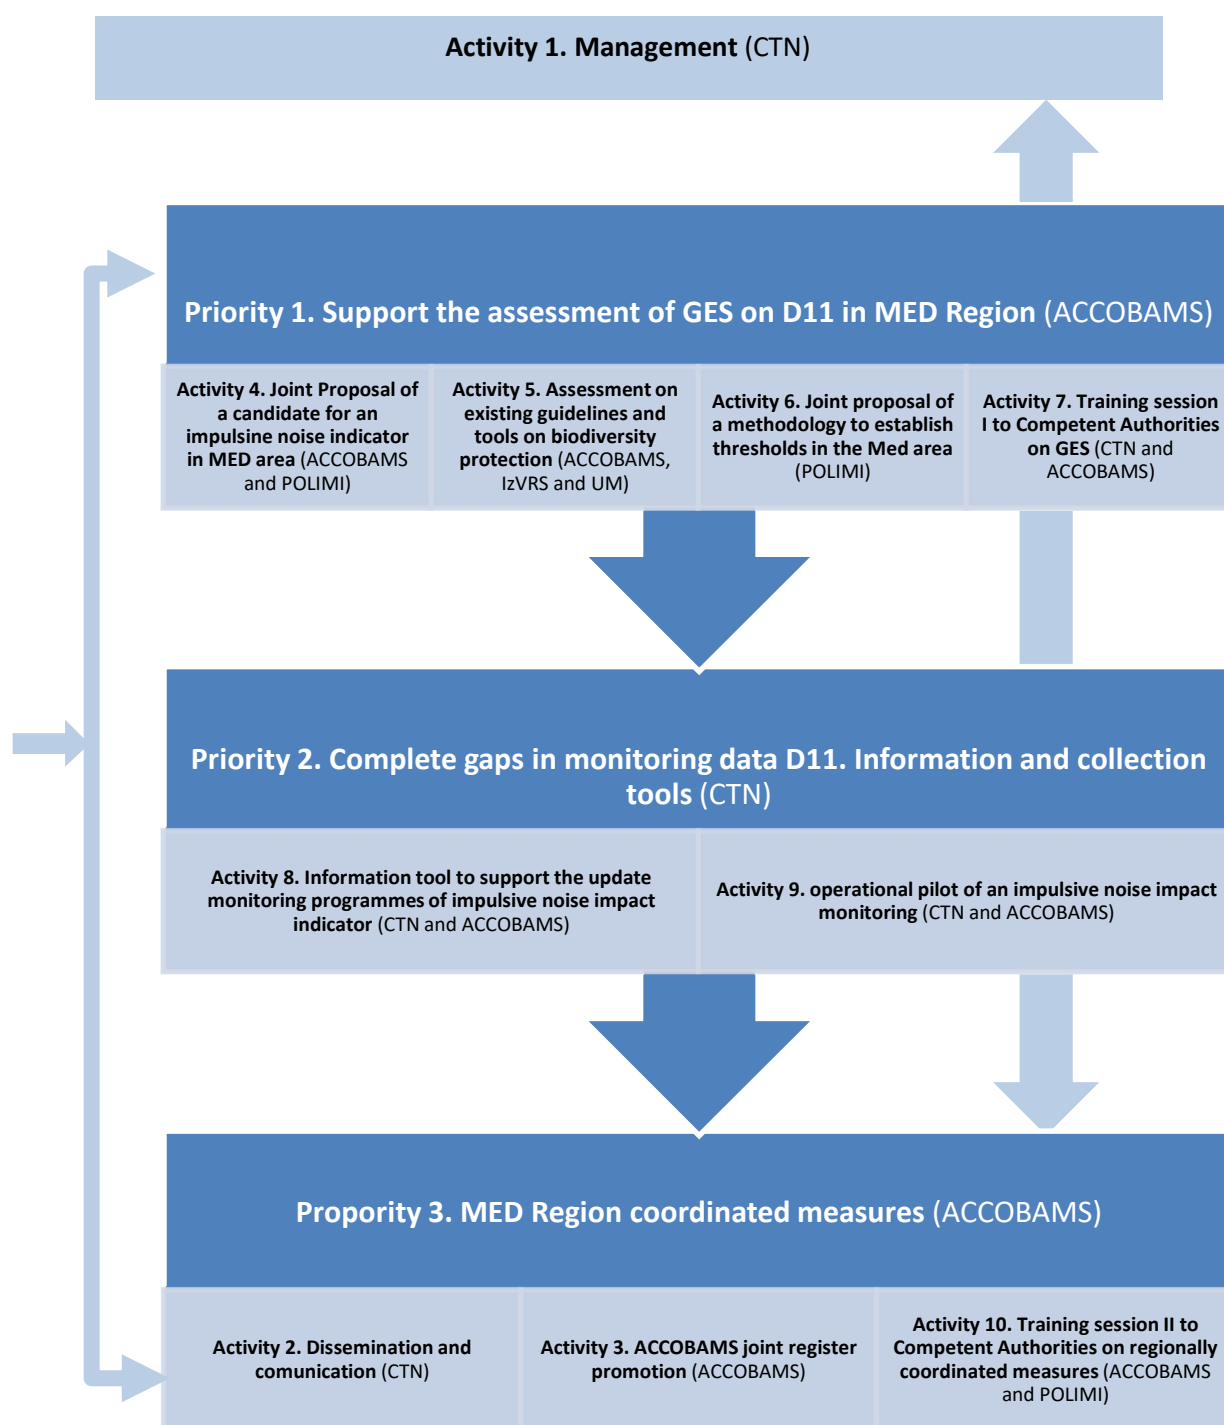 Activity 1. Management (CTN)
Priority 1. Support the assessment of GES on D11 in MED Region (ACCOBAMS)
Activity 4. Joint Proposal of
a candidate for an
impulsine noise indicator
in MED area (ACCOBAMS
and POLIMI)
Activity 5. Assessment on
existing guidelines and
tools on biodiversity
protection (ACCOBAMS,
IzVRS and UM)
Activity 6. Joint proposal of
a methodology to establish
thresholds in the Med area
(POLIMI)
Activity 7. Training session
I to Competent Authorities
on GES (CTN and
ACCOBAMS)
Priority 2. Complete gaps in monitoring data D11. Information and collection
tools (CTN)
Activity 8. Information tool to support the update
monitoring programmes of impulsive noise impact
indicator (CTN and ACCOBAMS)
Activity 9. operational pilot of an impulsive noise impact
monitoring (CTN and ACCOBAMS)
Propority 3. MED Region coordinated measures (ACCOBAMS)
Activity 2. Dissemination and
comunication (CTN)
Activity 3. ACCOBAMS joint register
promotion (ACCOBAMS)
Activity 10. Training session II to
Competent Authorities on regionally
coordinated measures (ACCOBAMS
and POLIMI)